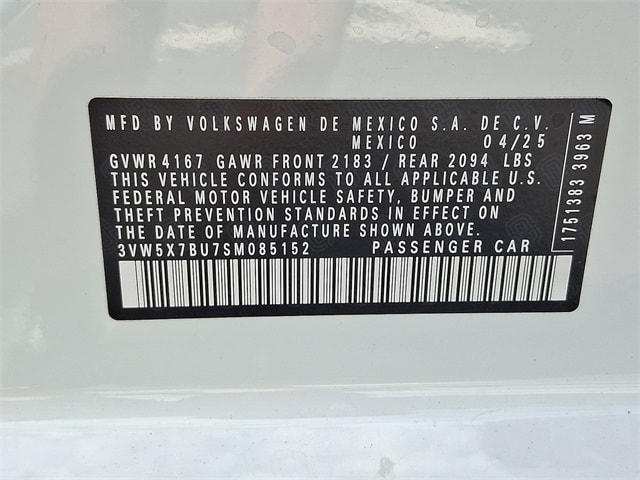 MFD BY VOLKSWAGEN DE MEXICO S.A. DE C.V.
MEXICO 04/25
GVWR 4167 GAWR FRONT 2183 / REAR 2094 LBS
THIS VEHICLE CONFORMS TO ALL APPLICABLE U.S.
FEDERAL MOTOR VEHICLE SAFETY, BUMPER AND
THEFT PREVENTION STANDARDS IN EFFECT ON
THE DATE OF MANUFACTURE SHOWN ABOVE.
3VW5X7BU7SM085152 PASSENGER CAR
1751383 3963 M